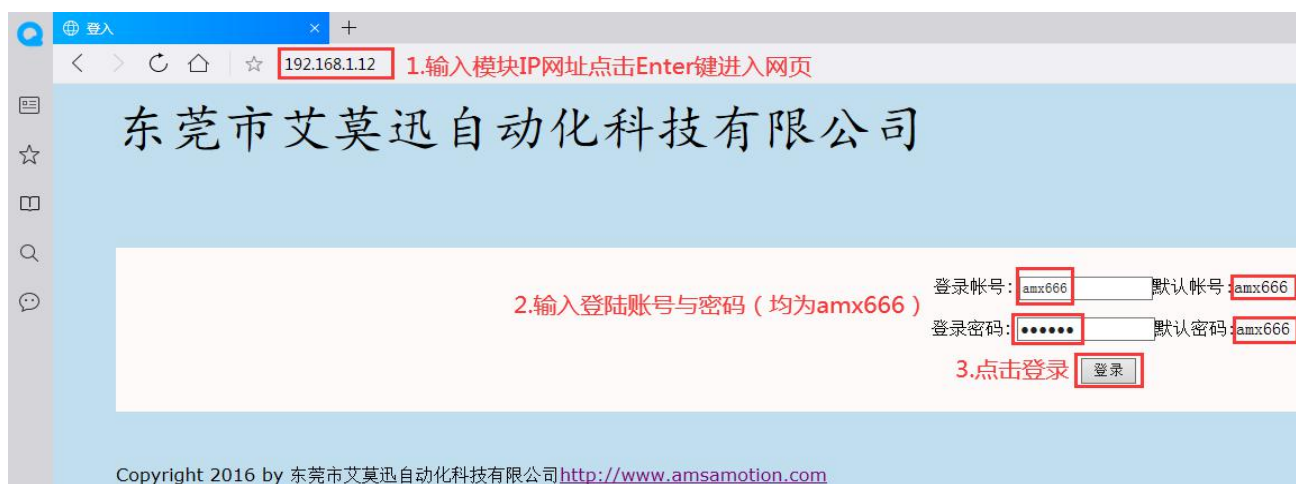 登入
192.168.1.12 1.输入模块IP网址点击Enter键进入网页
东莞市艾莫迅自动化科技有限公司
登录帐号: amx666 默认帐号:amx666
2.输入登陆账号与密码（均为amx666）
登录密码: ●●●●●● 默认密码:amx666
3.点击登录 登录
Copyright 2016 by 东莞市艾莫迅自动化科技有限公司http://www.amsamotion.com